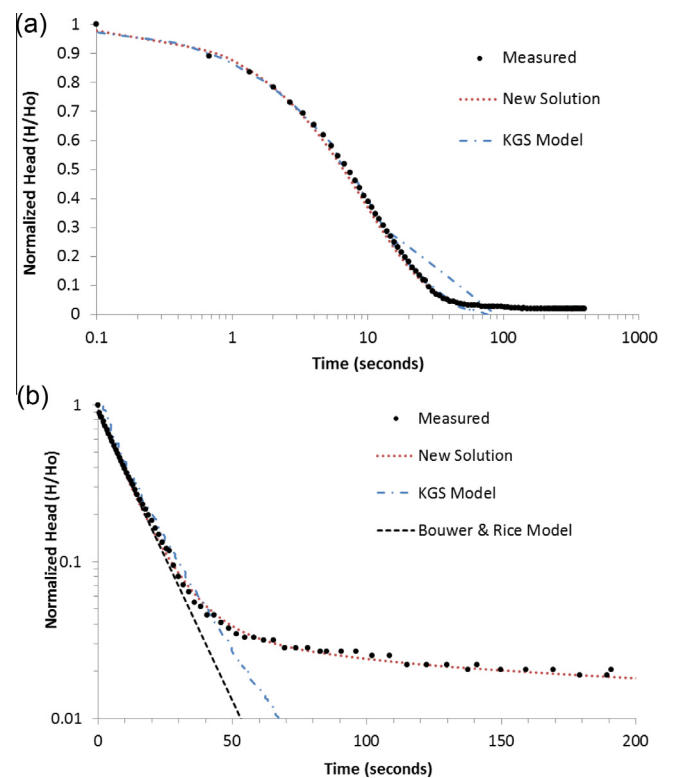 (a)
Normalized Head (H/Ho)
1
0.9
0.8
0.7
0.6
0.5
0.4
0.3
0.2
0.1
0
Measured
New Solution
KGS Model
0.1 1 10 100 1000
Time (seconds)
(b)
Normalized Head (H/Ho)
1
0.1
0.01
Measured
New Solution
KGS Model
Bouwer & Rice Model
0 50 100 150 200
Time (seconds)